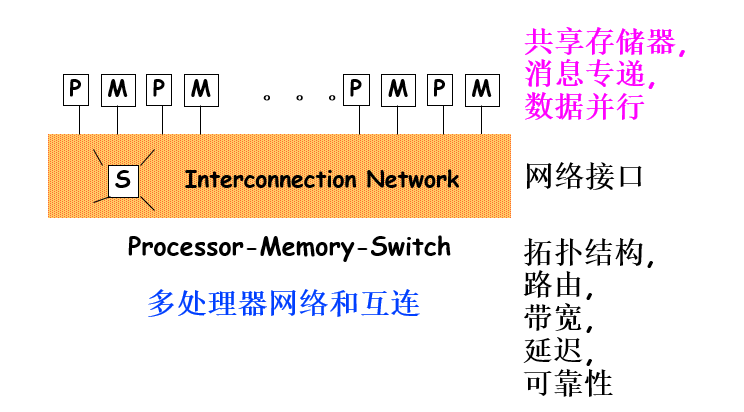 共享存储器,
消息专递,
数据并行
P M P M 。。。 P M P M
S Interconnection Network
网络接口
Processor-Memory-Switch
多处理器网络和互连
拓扑结构,
路由,
带宽,
延迟,
可靠性